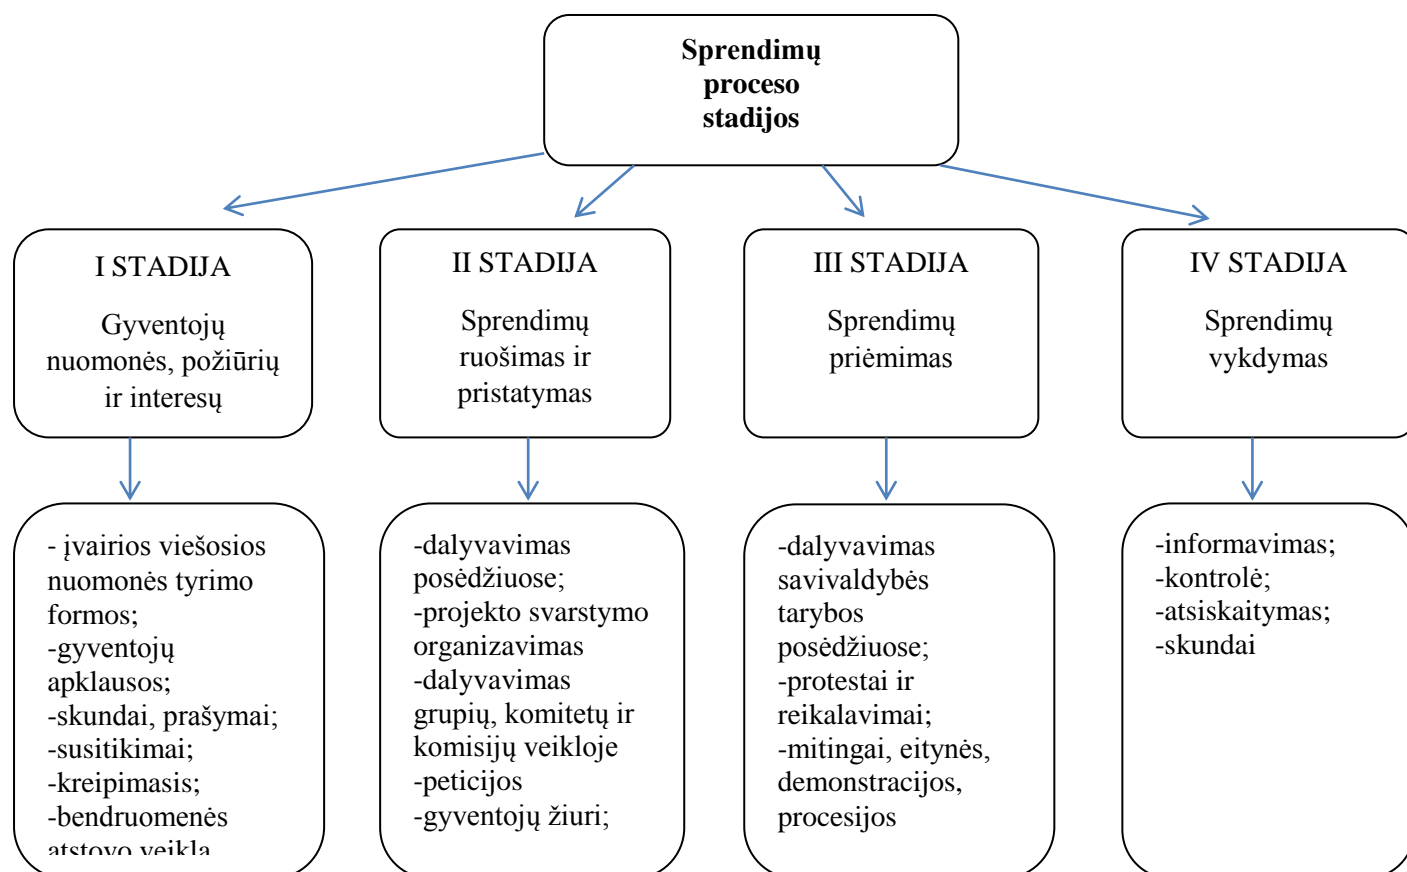 Sprendimų
proceso
stadijos
I STADIJA
Gyventojų
nuomonės, požiūrių
ir interesų
II STADIJA
Sprendimų
ruošimas ir
pristatymas
III STADIJA
Sprendimų
priėmimas
IV STADIJA
Sprendimų
vykdymas
- įvairios viešosios
nuomonės tyrimo
formos;
-gyventojų
apklausos;
-skundai, prašymai;
-susitikimai;
-kreipimasis;
-bendruomenės
atstovo veikla
-dalyvavimas
posėdžiuose;
-projekto svarstymo
organizavimas
-dalyvavimas
grupių, komitetų ir
komisijų veikloje
-peticijos
-gyventojų žiuri;
-dalyvavimas
savivaldybės
tarybos
posėdžiuose;
-protestai ir
reikalavimai;
-mitingai, eitynės,
demonstracijos,
procesijos
-informavimas;
-kontrolė;
-atsiskaitymas;
-skundai